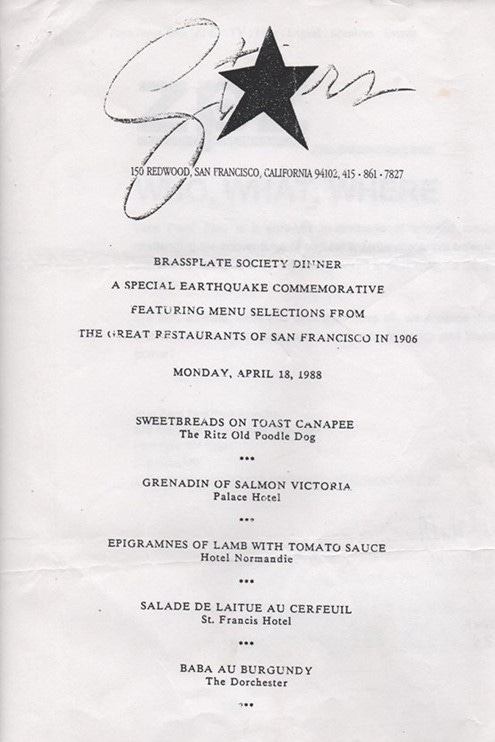 Stars
150 REDWOOD, SAN FRANCISCO, CALIFORNIA 94102, 415 • 861 • 7827
BRASSPLATE SOCIETY DINNER
A SPECIAL EARTHQUAKE COMMEMORATIVE
FEATURING MENU SELECTIONS FROM
THE GREAT RESTAURANTS OF SAN FRANCISCO IN 1906
MONDAY, APRIL 18, 1988
SWEETBREADS ON TOAST CANAPEE
The Ritz Old Poodle Dog
***
GRENADIN OF SALMON VICTORIA
Palace Hotel
***
EPIGRAMNES OF LAMB WITH TOMATO SAUCE
Hotel Normandie
***
SALADE DE LAITUE AU CERFEUIL
St. Francis Hotel
***
BABA AU BURGUNDY
The Dorchester
***
WHO, WHAT, WHERE